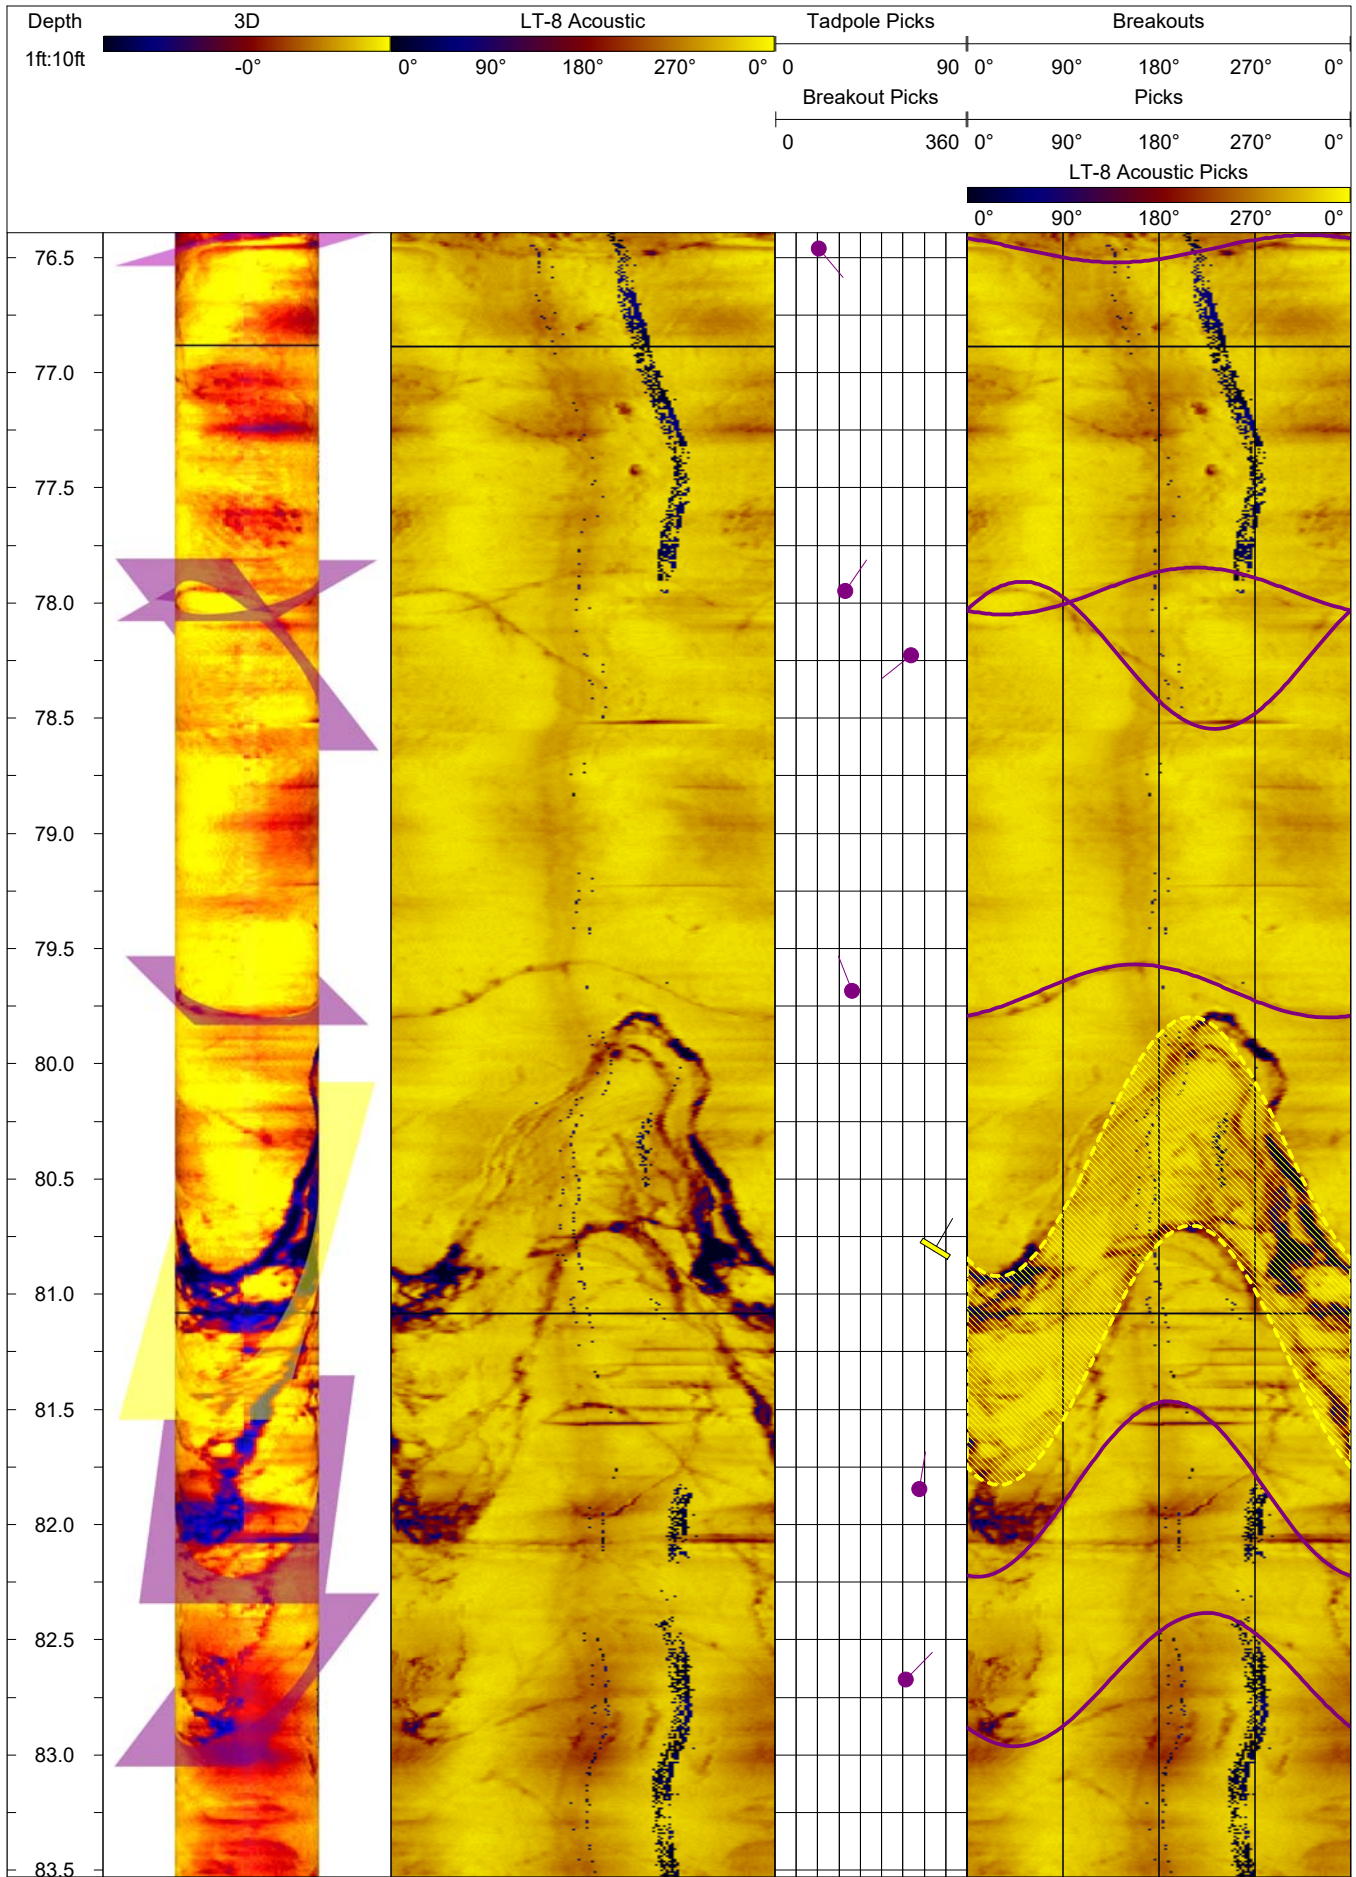 Depth 3D LT-8 Acoustic Tadpole Picks Breakouts
1ft:10ft -0° 0° 90° 180° 270° 0° 0 90 0° 90° 180° 270° 0°
Breakout Picks Picks
0 360 0° 90° 180° 270° 0°
LT-8 Acoustic Picks
0° 90° 180° 270° 0°
76.5
77.0
77.5
78.0
78.5
79.0
79.5
80.0
80.5
81.0
81.5
82.0
82.5
83.0
83.5